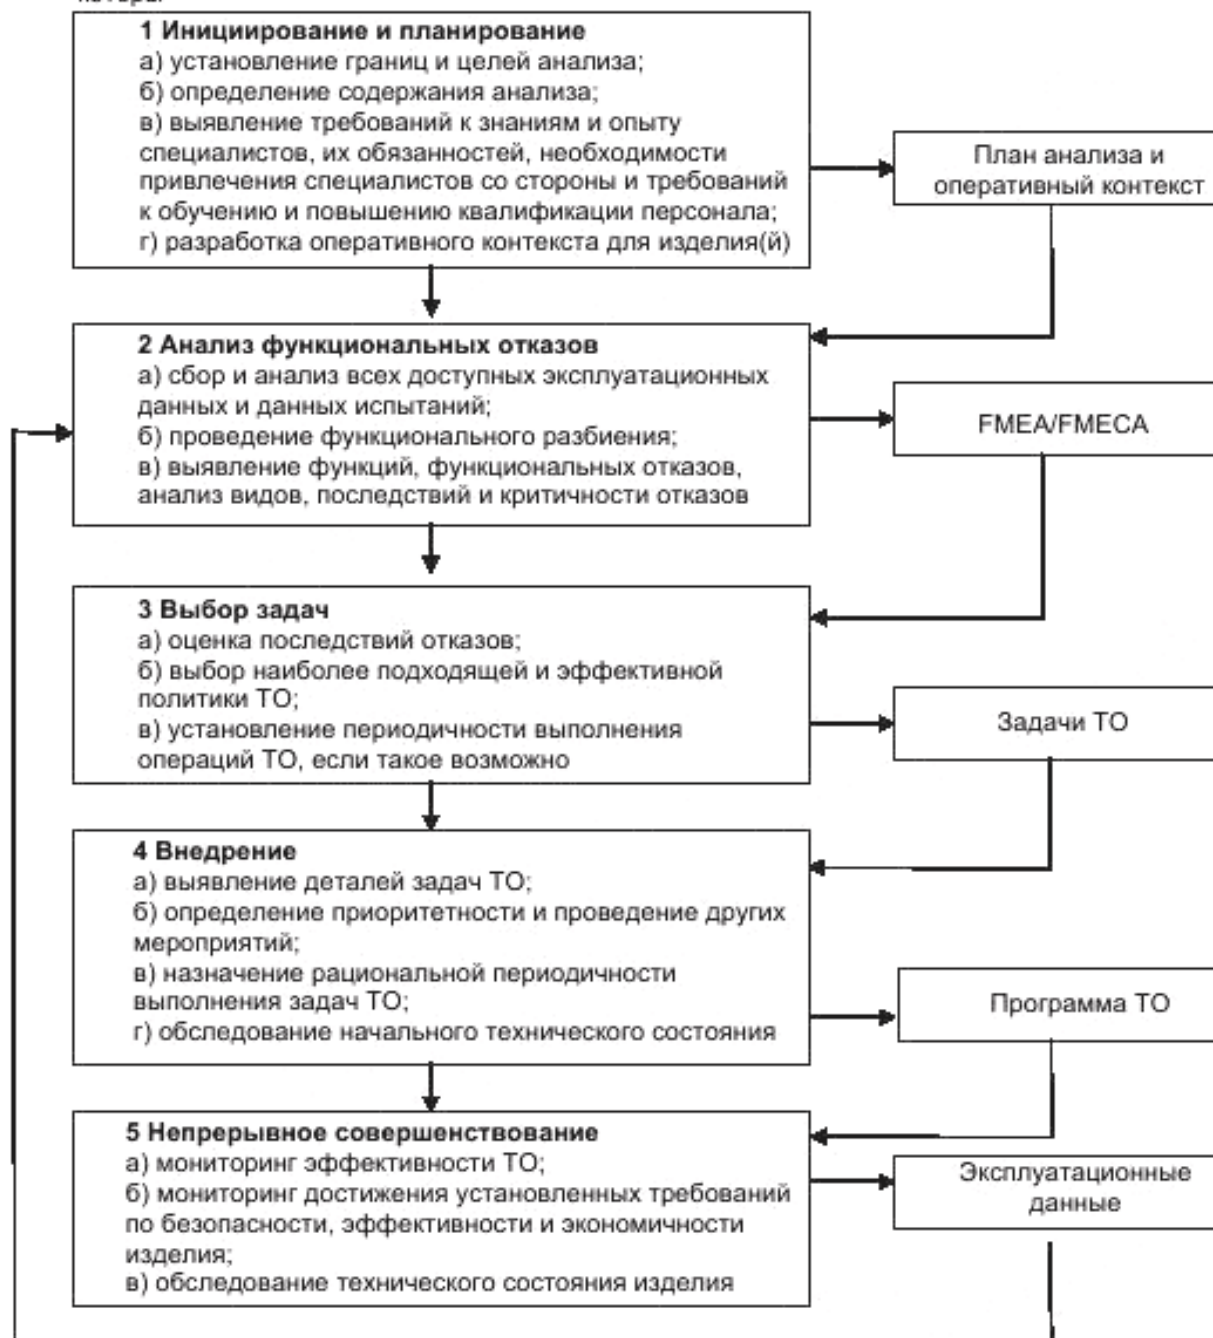 1 Инициирование и планирование
а) установление границ и целей анализа;
б) определение содержания анализа;
в) выявление требований к знаниям и опыту
специалистов, их обязанностей, необходимости
привлечения специалистов со стороны и требований
к обучению и повышению квалификации персонала;
г) разработка оперативного контекста для изделия(й)
План анализа и
оперативный контекст
2 Анализ функциональных отказов
а) сбор и анализ всех доступных эксплуатационных
данных и данных испытаний;
б) проведение функционального разбиения;
в) выявление функций, функциональных отказов,
анализ видов, последствий и критичности отказов
FMEA/FMECA
3 Выбор задач
а) оценка последствий отказов;
б) выбор наиболее подходящей и эффективной
политики ТО;
в) установление периодичности выполнения
операций ТО, если такое возможно
Задачи ТО
4 Внедрение
а) выявление деталей задач ТО;
б) определение приоритетности и проведение других
мероприятий;
в) назначение рациональной периодичности
выполнения задач ТО;
г) обследование начального технического состояния
Программа ТО
5 Непрерывное совершенствование
а) мониторинг эффективности ТО;
б) мониторинг достижения установленных требований
по безопасности, эффективности и экономичности
изделия;
в) обследование технического состояния изделия
Эксплуатационные
данные